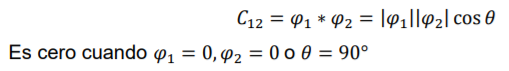 C₁₂ = φ₁ * φ₂ = |φ₁||φ₂| cos θ
Es cero cuando φ₁ = 0, φ₂ = 0 o θ = 90°